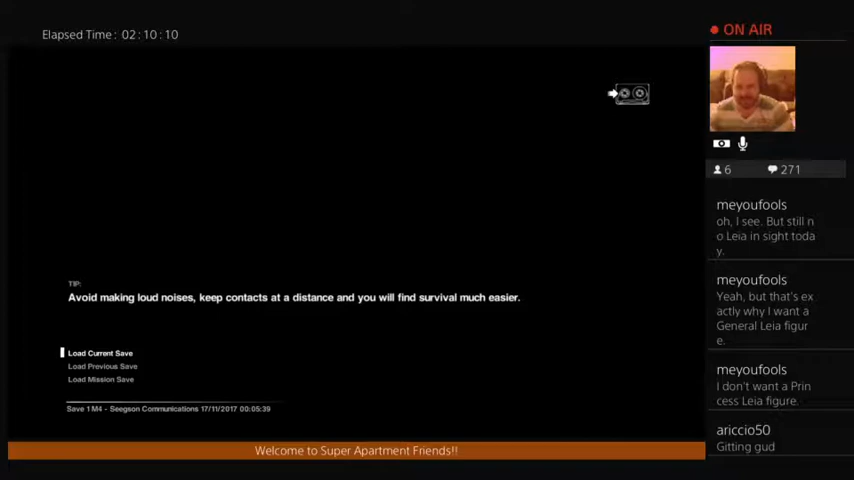 Elapsed Time: 02:10:10
ON AIR
6
271
meyoufools
oh, I see. But still n
o Leia in sight toda
y.
meyoufools
Yeah, but that's ex
actly why I want a
General Leia figur
e.
meyoufools
I don't want a Prin
cess Leia figure.
ariccio50
Gitting gud
TIP:
Avoid making loud noises, keep contacts at a distance and you will find survival much easier.
Load Current Save
Load Previous Save
Load Mission Save
Save 1 M4 - Seegson Communications 17/11/2017 00:05:39
Welcome to Super Apartment Friends!!